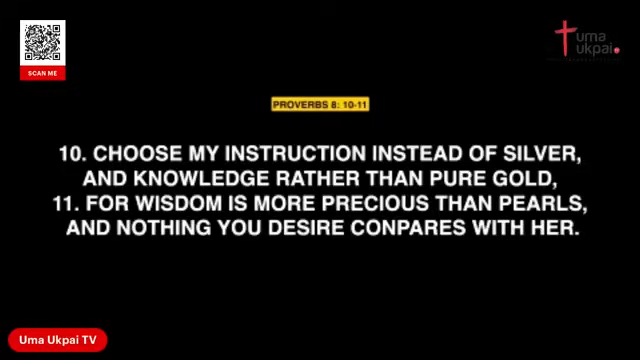 SCAN ME
uma
ukpai
PROVERBS 8: 10-11
10. CHOOSE MY INSTRUCTION INSTEAD OF SILVER,
AND KNOWLEDGE RATHER THAN PURE GOLD,
11. FOR WISDOM IS MORE PRECIOUS THAN PEARLS,
AND NOTHING YOU DESIRE CONPARES WITH HER.
Uma Ukpai TV